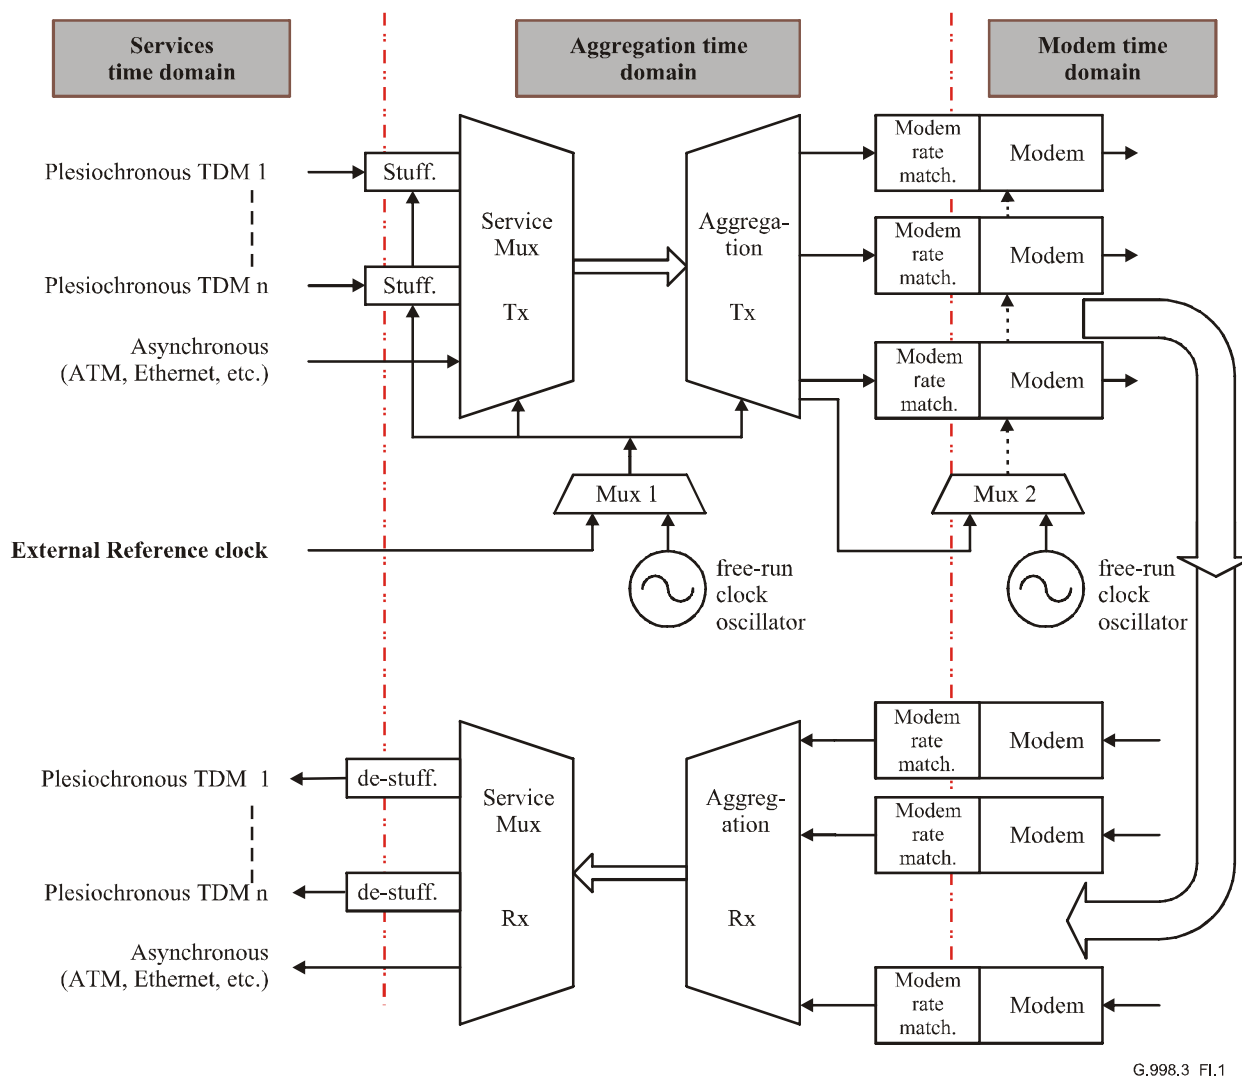 Services
time domain
Aggregation time
domain
Modem time
domain
Plesiochronous TDM 1
Stuff.
Plesiochronous TDM n
Stuff.
Asynchronous
(ATM, Ethernet, etc.)
Service
Mux
Tx
Aggrega-
tion
Tx
Modem
rate
match.
Modem
Modem
rate
match.
Modem
Modem
rate
match.
Modem
Mux 1
Mux 2
External Reference clock
free-run
clock
oscillator
free-run
clock
oscillator
Plesiochronous TDM 1
de-stuff.
Plesiochronous TDM n
de-stuff.
Asynchronous
(ATM, Ethernet, etc.)
Service
Mux
Rx
Aggreg-
ation
Rx
Modem
rate
match.
Modem
Modem
rate
match.
Modem
Modem
rate
match.
Modem
G.998.3_FI.1